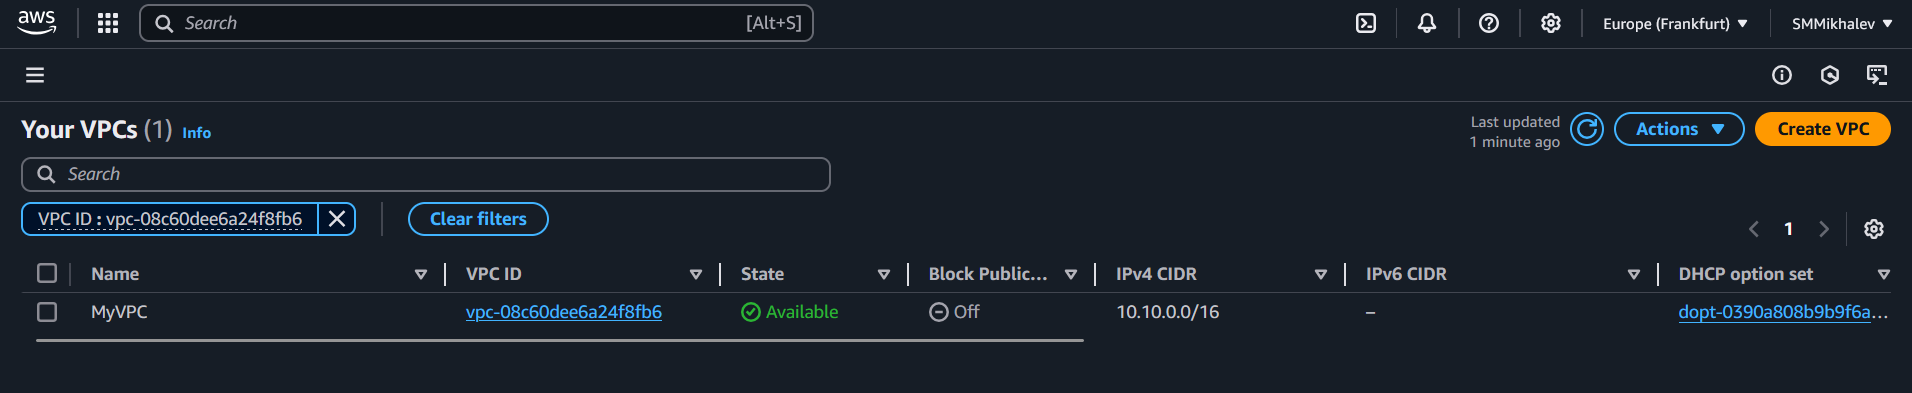 aws Search [Alt+S] Europe (Frankfurt) SMMikhalev
Your VPCs (1) Info
Last updated
1 minute ago
Actions
Create VPC
Search
VPC ID : vpc-08c60dee6a24f8fb6 Clear filters
1
Name VPC ID State Block Public... IPv4 CIDR IPv6 CIDR DHCP option set
MyVPC vpc-08c60dee6a24f8fb6 Available Off 10.10.0.0/16 – dopt-0390a808b9b9f6a...